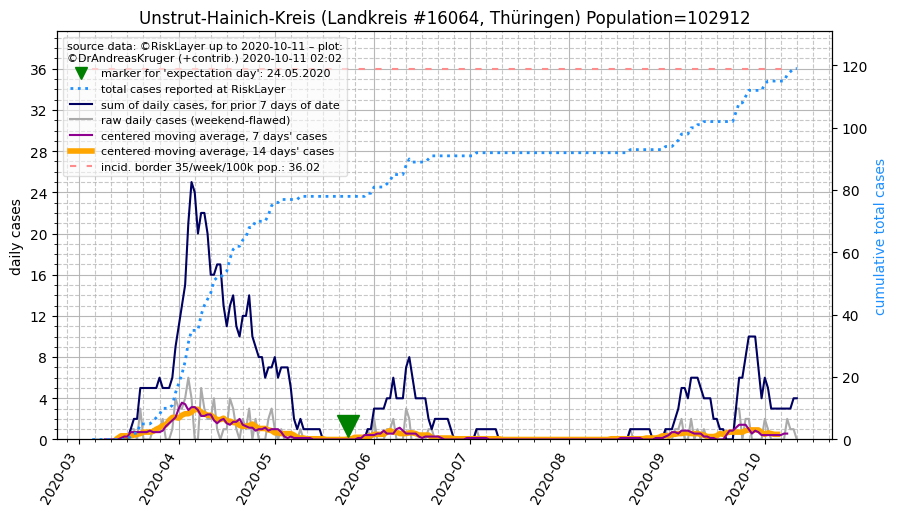 Unstrut-Hainich-Kreis (Landkreis #16064, Thüringen) Population=102912
source data: ©RiskLayer up to 2020-10-11 – plot:
©DrAndreasKruger (+contrib.) 2020-10-11 02:02
marker for 'expectation day': 24.05.2020
total cases reported at RiskLayer
sum of daily cases, for prior 7 days of date
raw daily cases (weekend-flawed)
centered moving average, 7 days' cases
centered moving average, 14 days' cases
incid. border 35/week/100k pop.: 36.02
daily cases
36
32
28
24
20
16
12
8
4
0
cumulative total cases
120
100
80
60
40
20
0
2020-03
2020-04
2020-05
2020-06
2020-07
2020-08
2020-09
2020-10